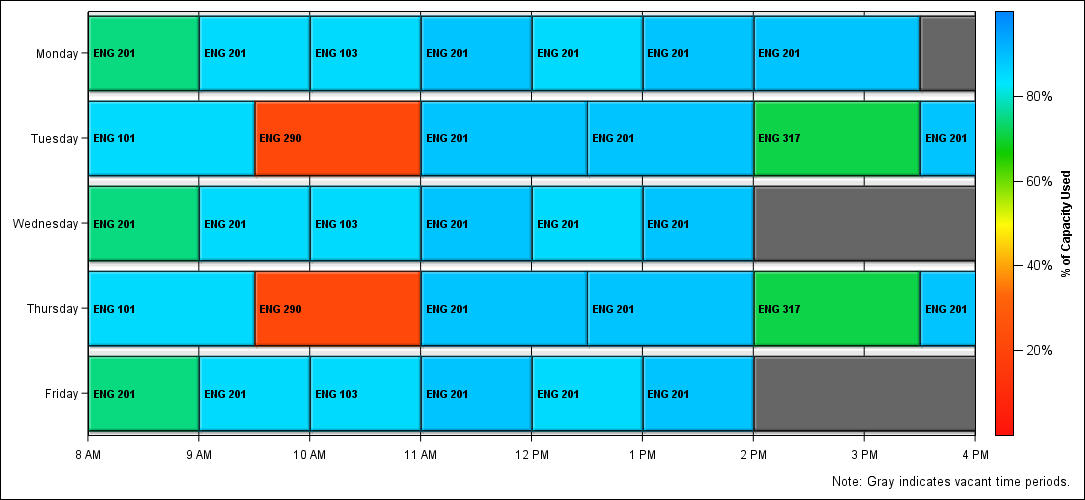 Monday ENG 201 ENG 201 ENG 103 ENG 201 ENG 201 ENG 201 ENG 201
80%
Tuesday ENG 101 ENG 290 ENG 201 ENG 201 ENG 317 ENG 201
60%
Wednesday ENG 201 ENG 201 ENG 103 ENG 201 ENG 201 ENG 201
% of Capacity Used
40%
Thursday ENG 101 ENG 290 ENG 201 ENG 201 ENG 317 ENG 201
20%
Friday ENG 201 ENG 201 ENG 103 ENG 201 ENG 201 ENG 201
8 AM 9 AM 10 AM 11 AM 12 PM 1 PM 2 PM 3 PM 4 PM
Note: Gray indicates vacant time periods.